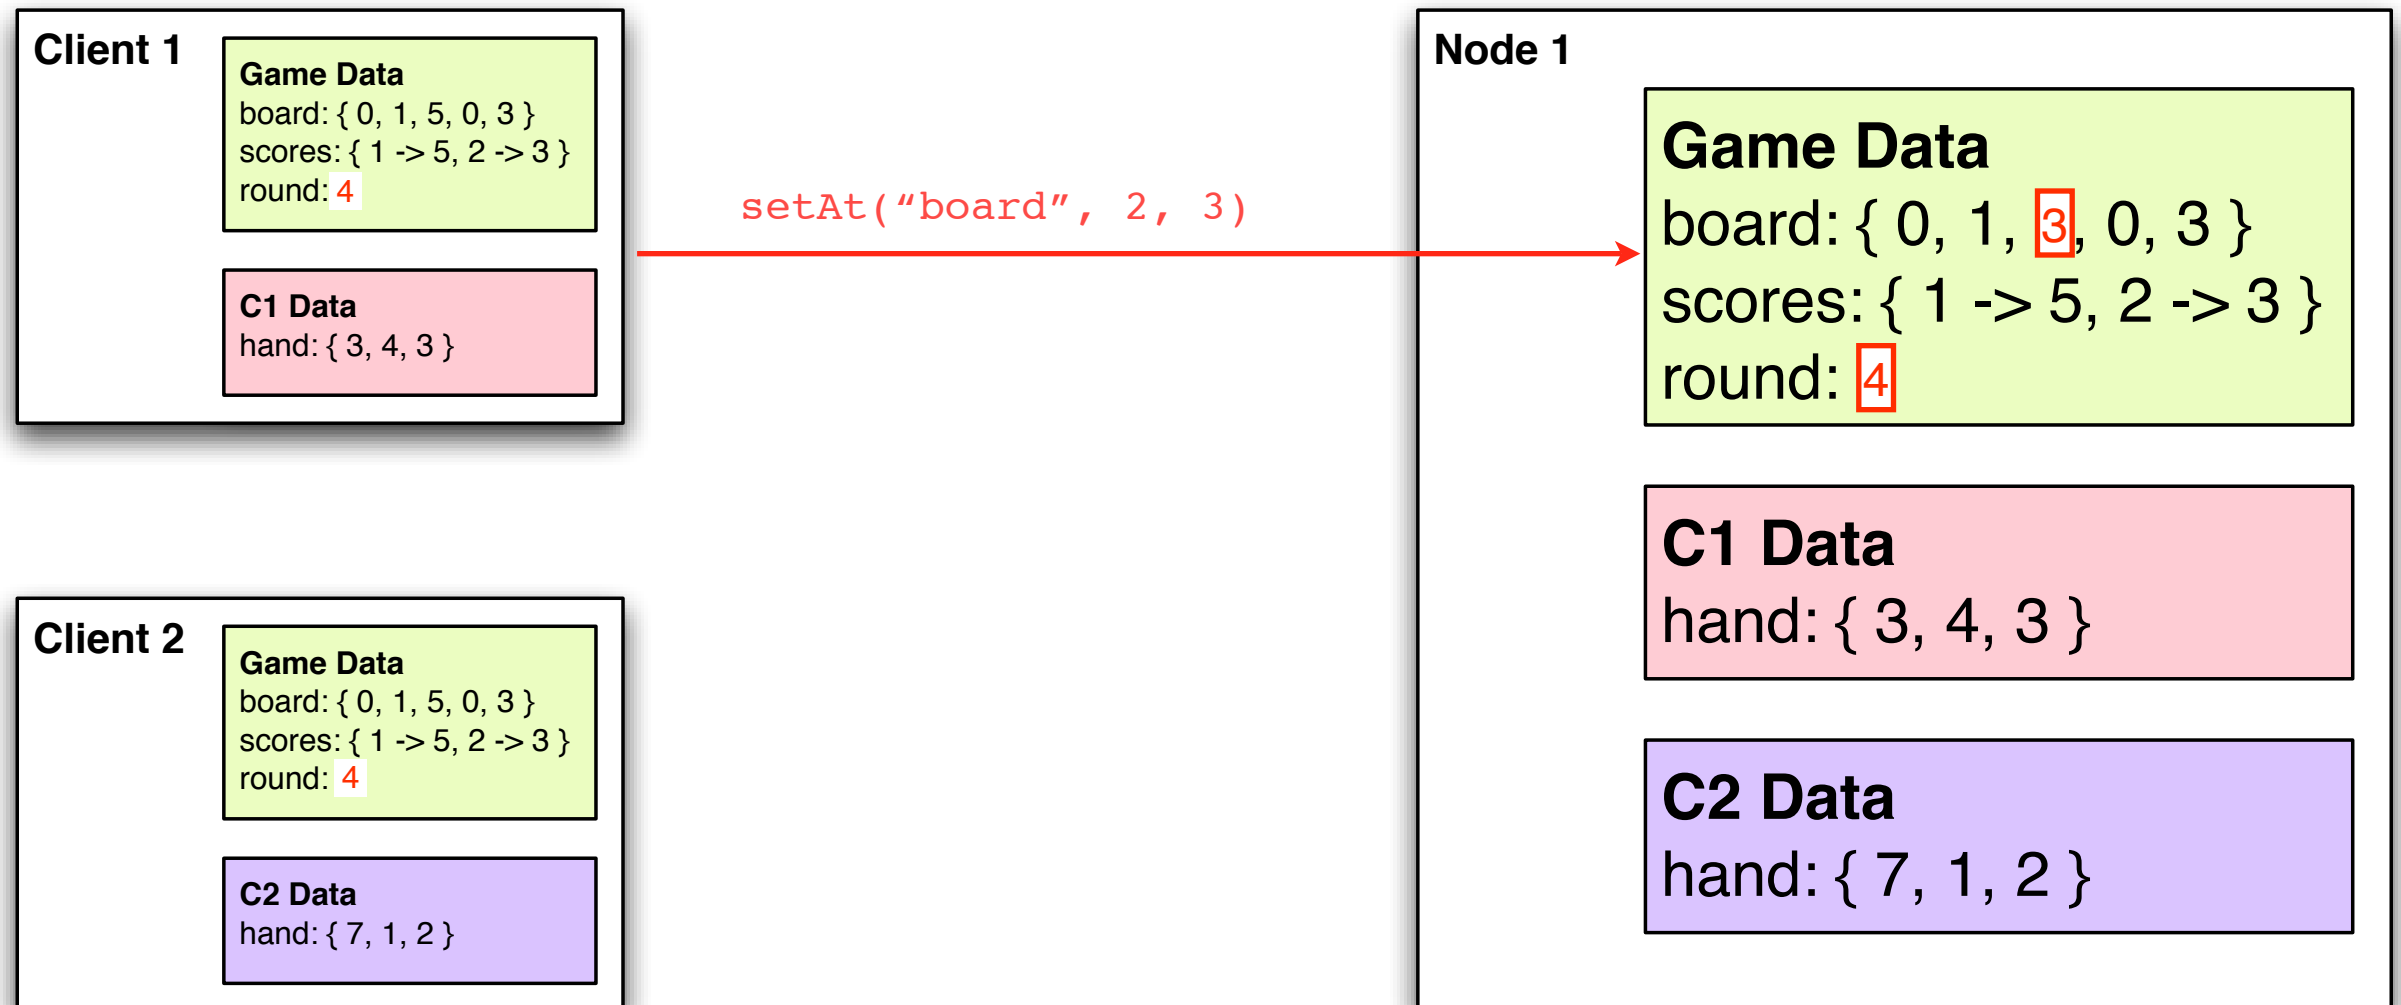 Client 1
Game Data
board: { 0, 1, 5, 0, 3 }
scores: { 1 -> 5, 2 -> 3 }
round: 4
C1 Data
hand: { 3, 4, 3 }
setAt(“board”, 2, 3)
Client 2
Game Data
board: { 0, 1, 5, 0, 3 }
scores: { 1 -> 5, 2 -> 3 }
round: 4
C2 Data
hand: { 7, 1, 2 }
Node 1
Game Data
board: { 0, 1, 3, 0, 3 }
scores: { 1 -> 5, 2 -> 3 }
round: 4
C1 Data
hand: { 3, 4, 3 }
C2 Data
hand: { 7, 1, 2 }